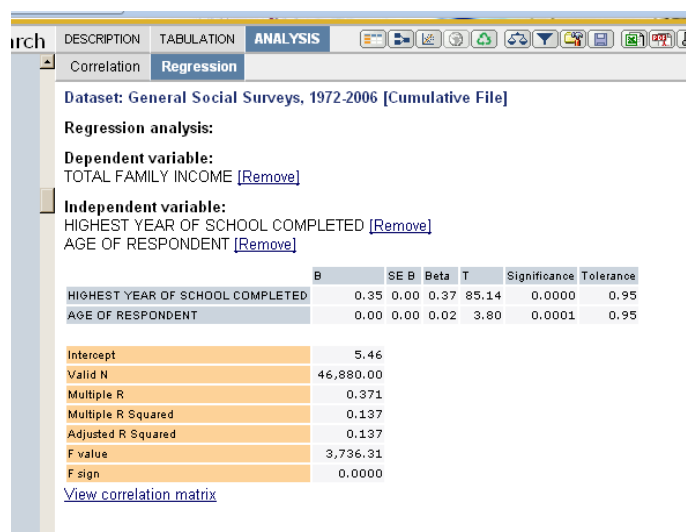 rch DESCRIPTION TABULATION ANALYSIS
Correlation Regression
Dataset: General Social Surveys, 1972-2006 [Cumulative File]
Regression analysis:
Dependent variable:
TOTAL FAMILY INCOME [Remove]
Independent variable:
HIGHEST YEAR OF SCHOOL COMPLETED [Remove]
AGE OF RESPONDENT [Remove]
B SE B Beta T Significance Tolerance
HIGHEST YEAR OF SCHOOL COMPLETED 0.35 0.00 0.37 85.14 0.0000 0.95
AGE OF RESPONDENT 0.00 0.00 0.02 3.80 0.0001 0.95
Intercept 5.46
Valid N 46,880.00
Multiple R 0.371
Multiple R Squared 0.137
Adjusted R Squared 0.137
F value 3,736.31
F sign 0.0000
View correlation matrix